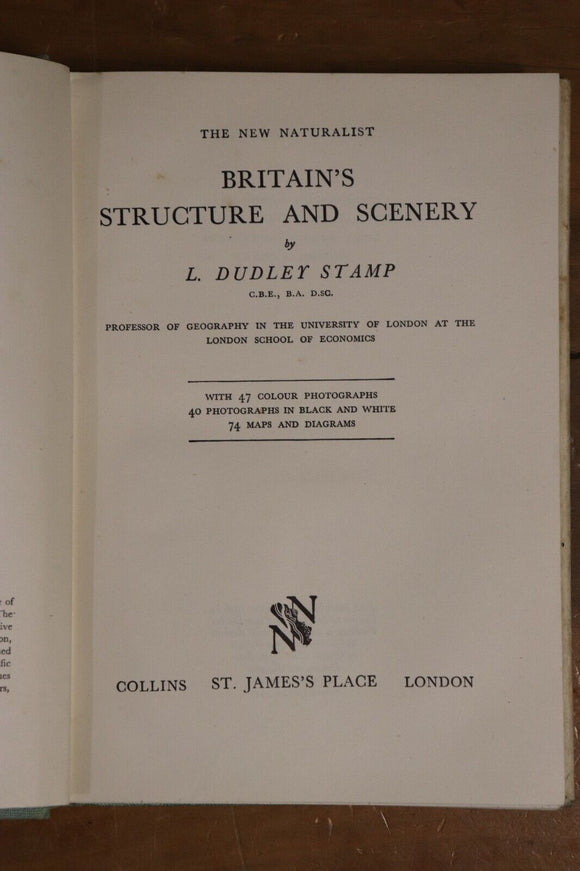 THE NEW NATURALIST
BRITAIN'S
STRUCTURE AND SCENERY
by
L. DUDLEY STAMP
C.B.E., B.A. D.SC.
PROFESSOR OF GEOGRAPHY IN THE UNIVERSITY OF LONDON AT THE
LONDON SCHOOL OF ECONOMICS
WITH 47 COLOUR PHOTOGRAPHS
40 PHOTOGRAPHS IN BLACK AND WHITE
74 MAPS AND DIAGRAMS
N N
COLLINS ST. JAMES'S PLACE LONDON
of